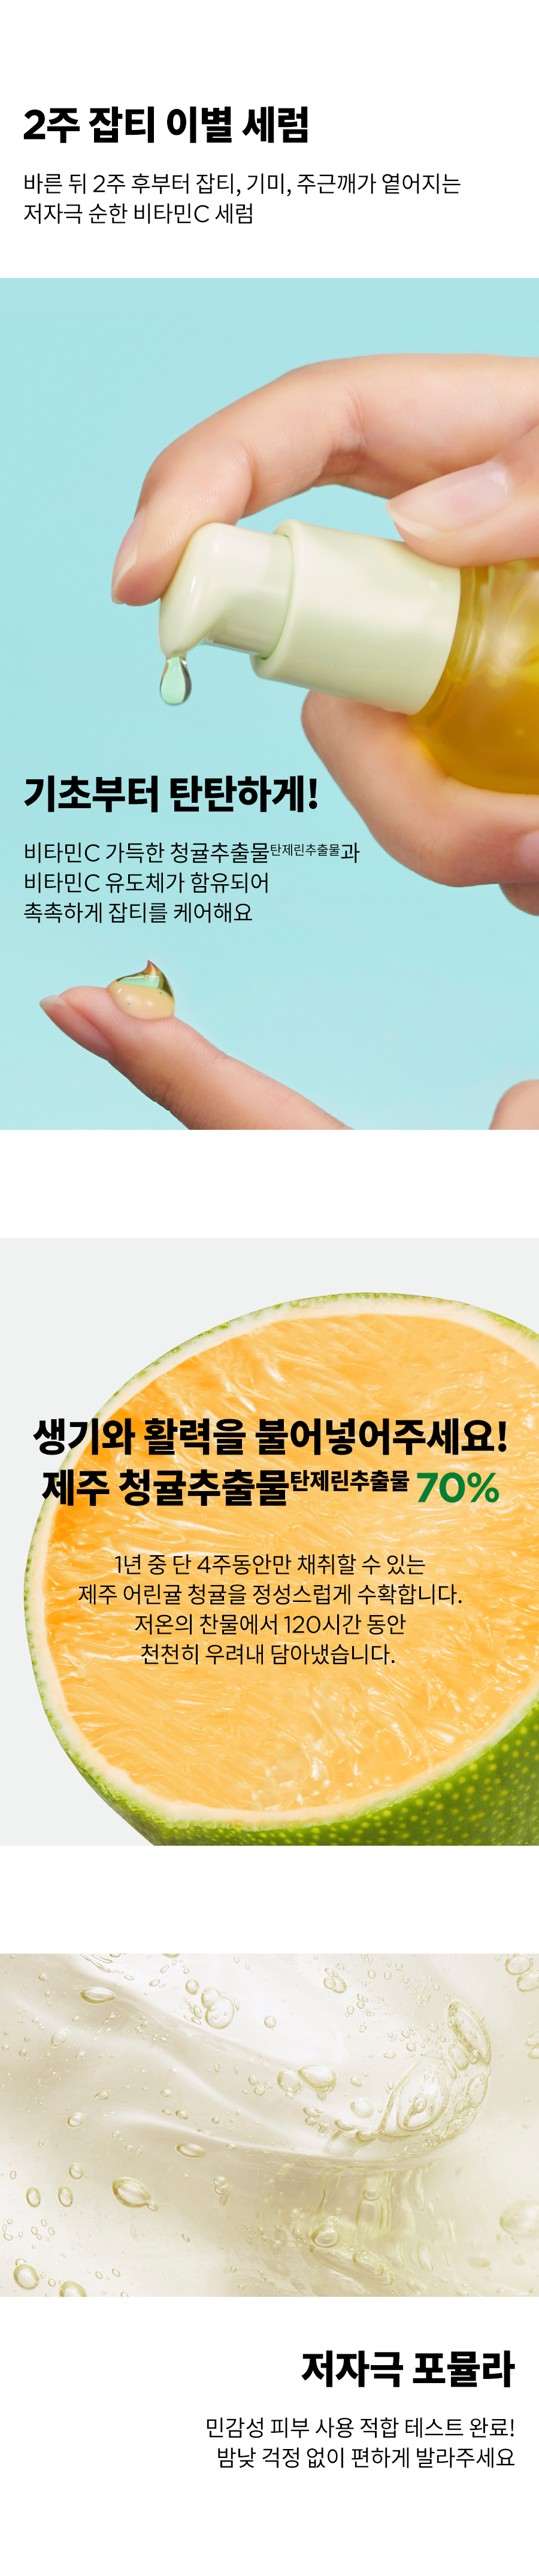 2주 잡티 이별 세럼
바른 뒤 2주 후부터 잡티, 기미, 주근깨가 옅어지는
저자극 순한 비타민C 세럼
기초부터 탄탄하게!
비타민C 가득한 청귤추출물탄제린추출물과
비타민C 유도체가 함유되어
촉촉하게 잡티를 케어해요
생기와 활력을 불어넣어주세요!
제주 청귤추출물탄제린추출물 70%
1년 중 단 4주동안만 채취할 수 있는
제주 어린귤 청귤을 정성스럽게 수확합니다.
저온의 찬물에서 120시간 동안
천천히 우려내 담아냈습니다.
저자극 포뮬라
민감성 피부 사용 적합 테스트 완료!
밤낮 걱정 없이 편하게 발라주세요